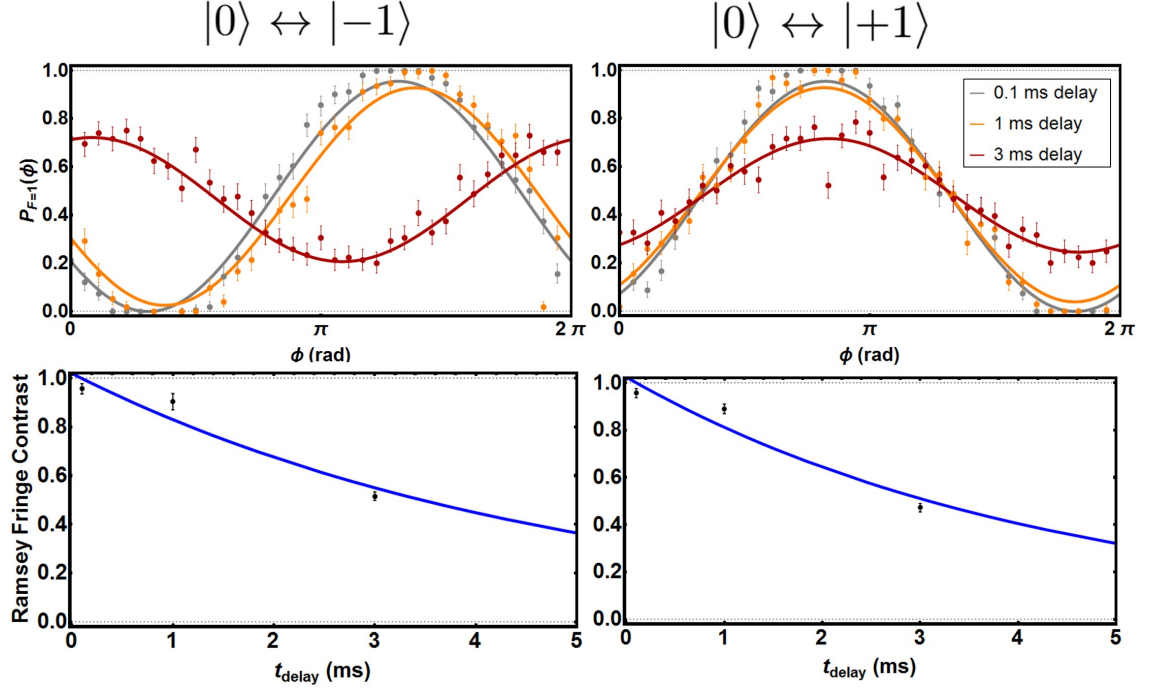 |0⟩ ↔ |−1⟩
|0⟩ ↔ |+1⟩
1.0
0.8
0.6
0.4
0.2
0.0
P_{F=1}(ϕ)
0
π
2 π
ϕ (rad)
1.0
0.8
0.6
0.4
0.2
0.0
0
π
2 π
ϕ (rad)
0.1 ms delay
1 ms delay
3 ms delay
1.0
0.8
0.6
0.4
0.2
0.0
Ramsey Fringe Contrast
0
1
2
3
4
5
t_{delay} (ms)
1.0
0.8
0.6
0.4
0.2
0.0
0
1
2
3
4
5
t_{delay} (ms)